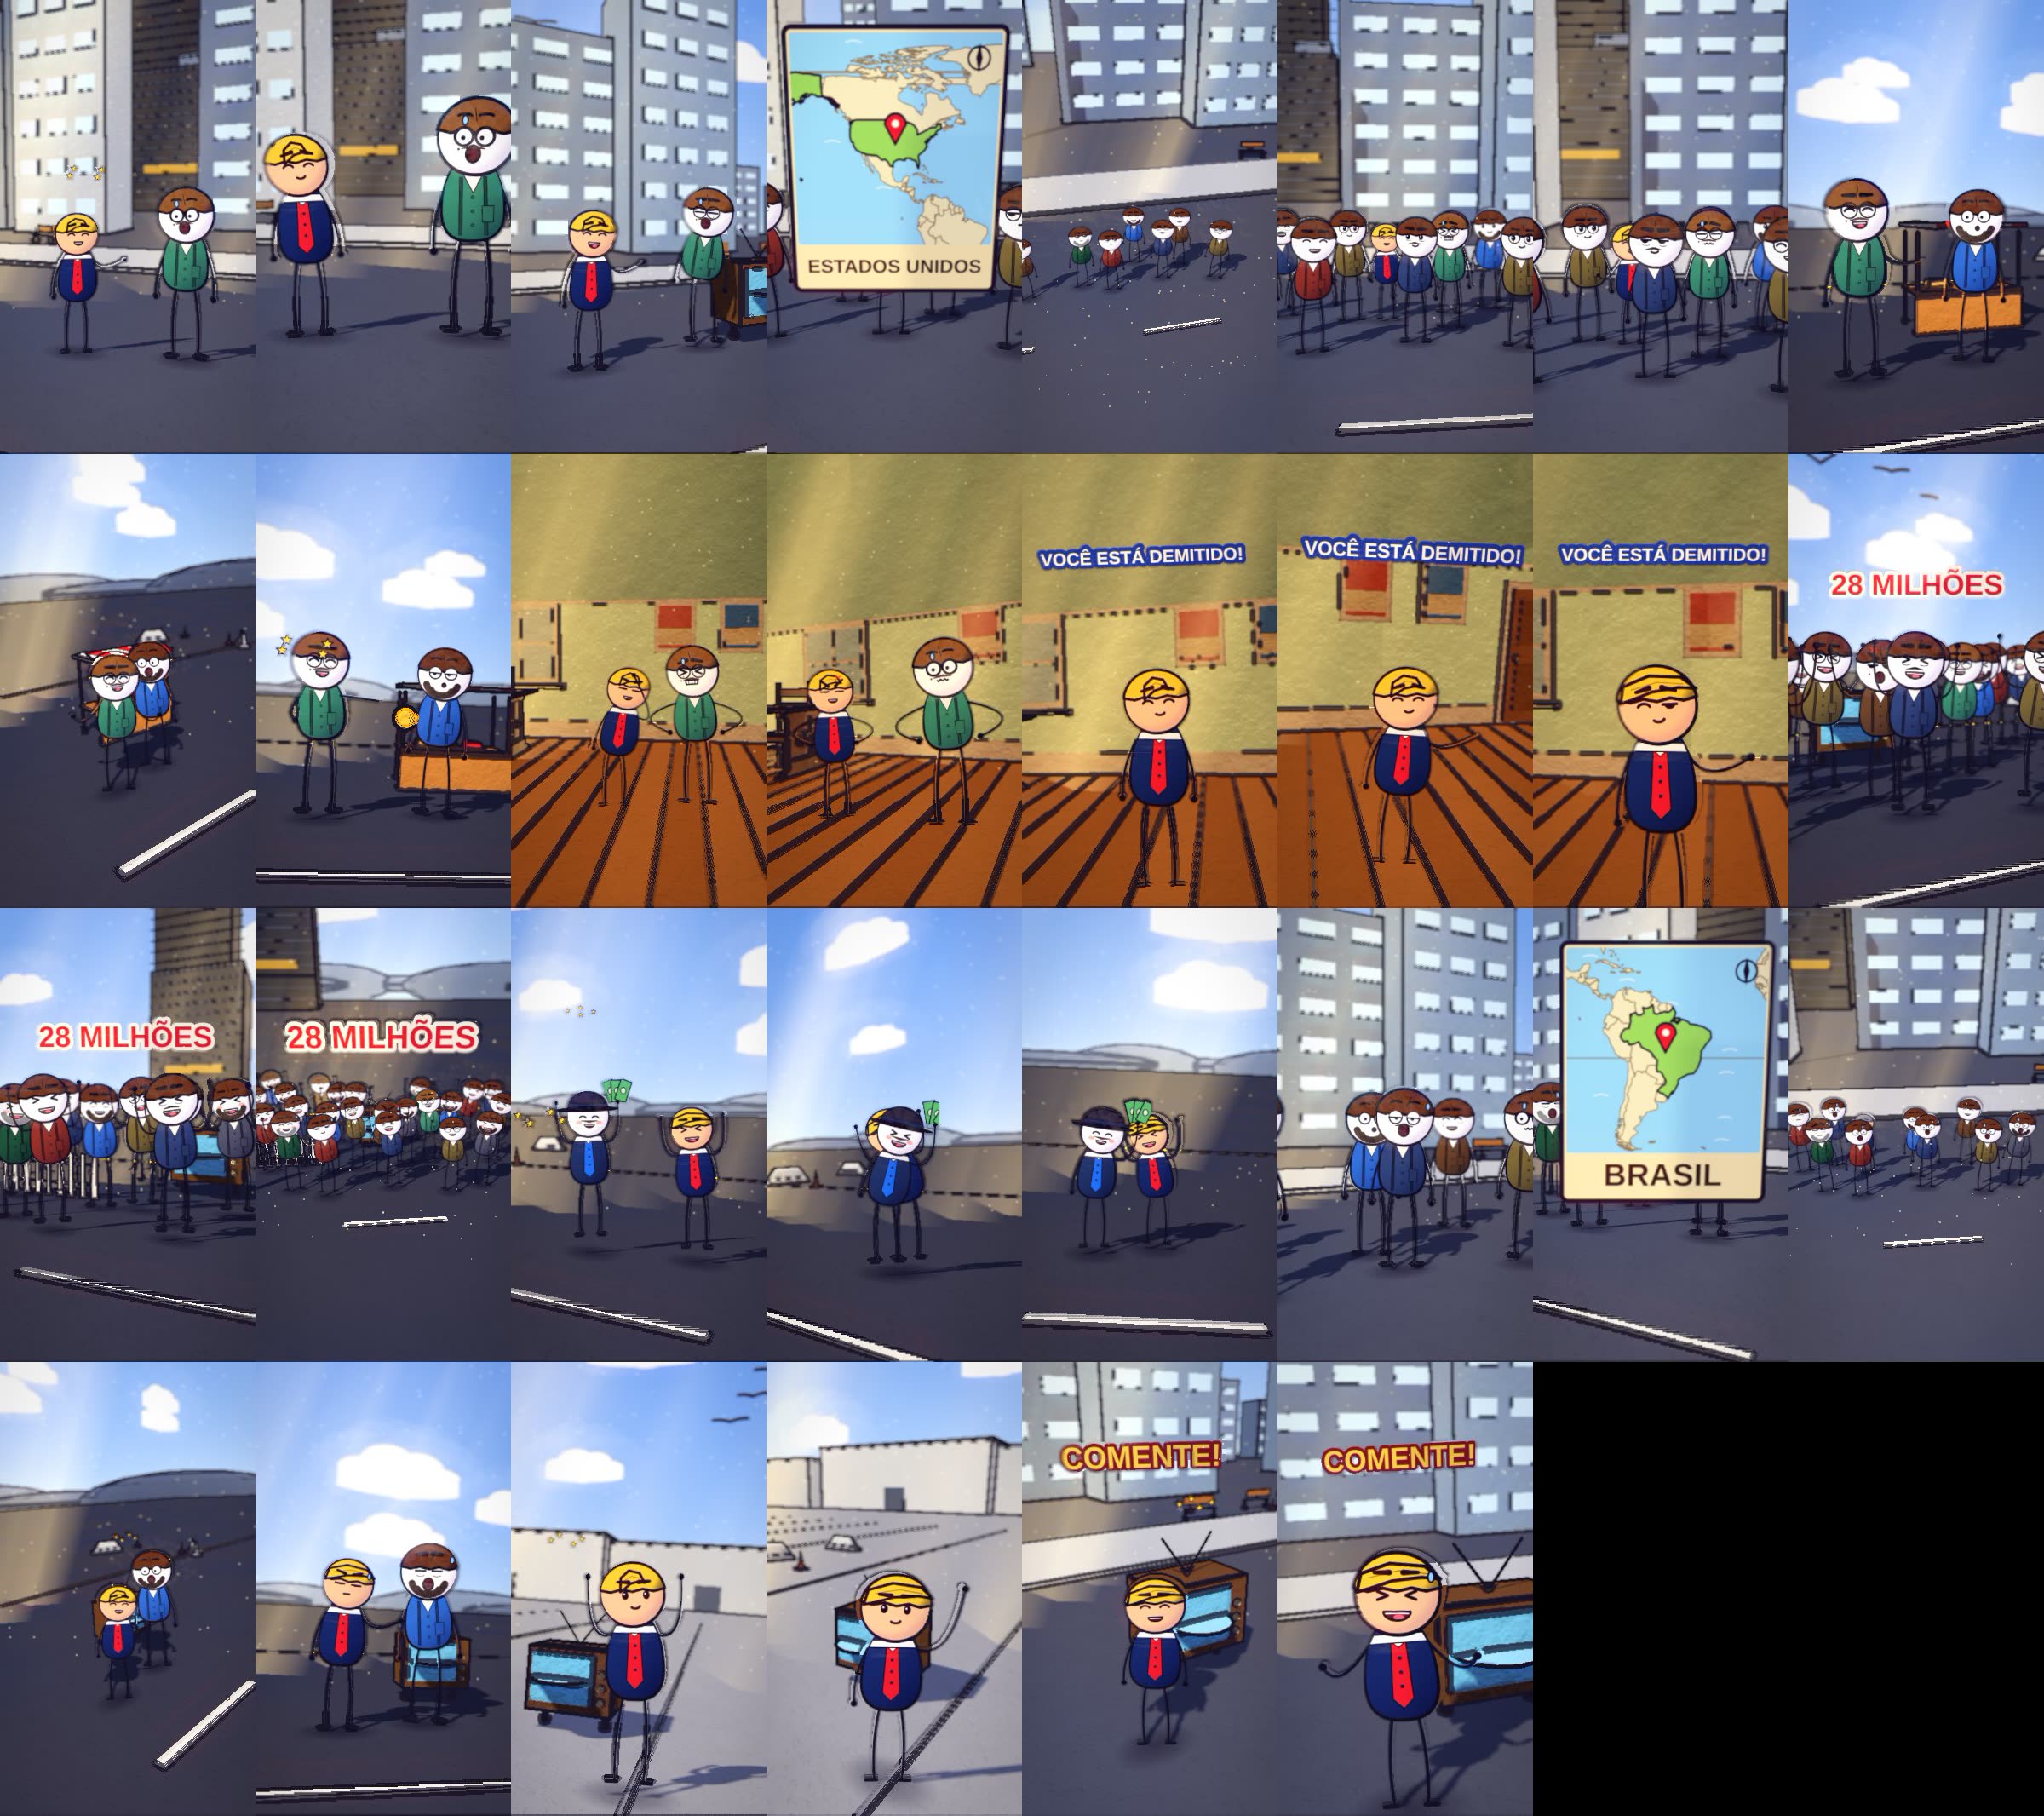 ESTADOS UNIDOS
VOCÊ ESTÁ DEMITIDO!
VOCÊ ESTÁ DEMITIDO!
VOCÊ ESTÁ DEMITIDO!
28 MILHÕES
28 MILHÕES
28 MILHÕES
BRASIL
COMENTE!
COMENTE!